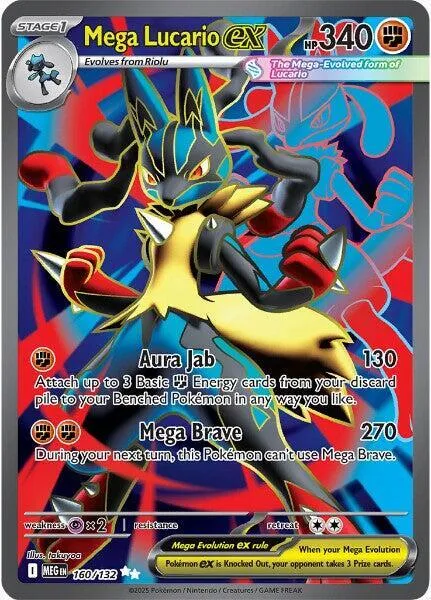 STAGE 1
Mega Lucario ex HP 340
Evolves from Riolu
The Mega-Evolved form of
Lucario
Aura Jab 130
Attach up to 3 Basic Energy cards from your discard
pile to your Benched Pokémon in any way you like.
Mega Brave 270
During your next turn, this Pokémon can't use Mega Brave.
weakness ×2 resistance retreat
Illus. takuyoa
Mega Evolution ex rule
When your Mega Evolution
Pokémon ex is Knocked Out, your opponent takes 3 Prize cards.
I MEG EN 160/132
©2025 Pokémon / Nintendo / Creatures / GAME FREAK